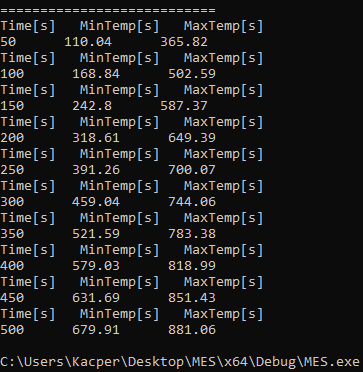 ===========================
Time[s] MinTemp[s] MaxTemp[s]
50 110.04 365.82
Time[s] MinTemp[s] MaxTemp[s]
100 168.84 502.59
Time[s] MinTemp[s] MaxTemp[s]
150 242.8 587.37
Time[s] MinTemp[s] MaxTemp[s]
200 318.61 649.39
Time[s] MinTemp[s] MaxTemp[s]
250 391.26 700.07
Time[s] MinTemp[s] MaxTemp[s]
300 459.04 744.06
Time[s] MinTemp[s] MaxTemp[s]
350 521.59 783.38
Time[s] MinTemp[s] MaxTemp[s]
400 579.03 818.99
Time[s] MinTemp[s] MaxTemp[s]
450 631.69 851.43
Time[s] MinTemp[s] MaxTemp[s]
500 679.91 881.06
C:\Users\Kacper\Desktop\MES\x64\Debug\MES.exe